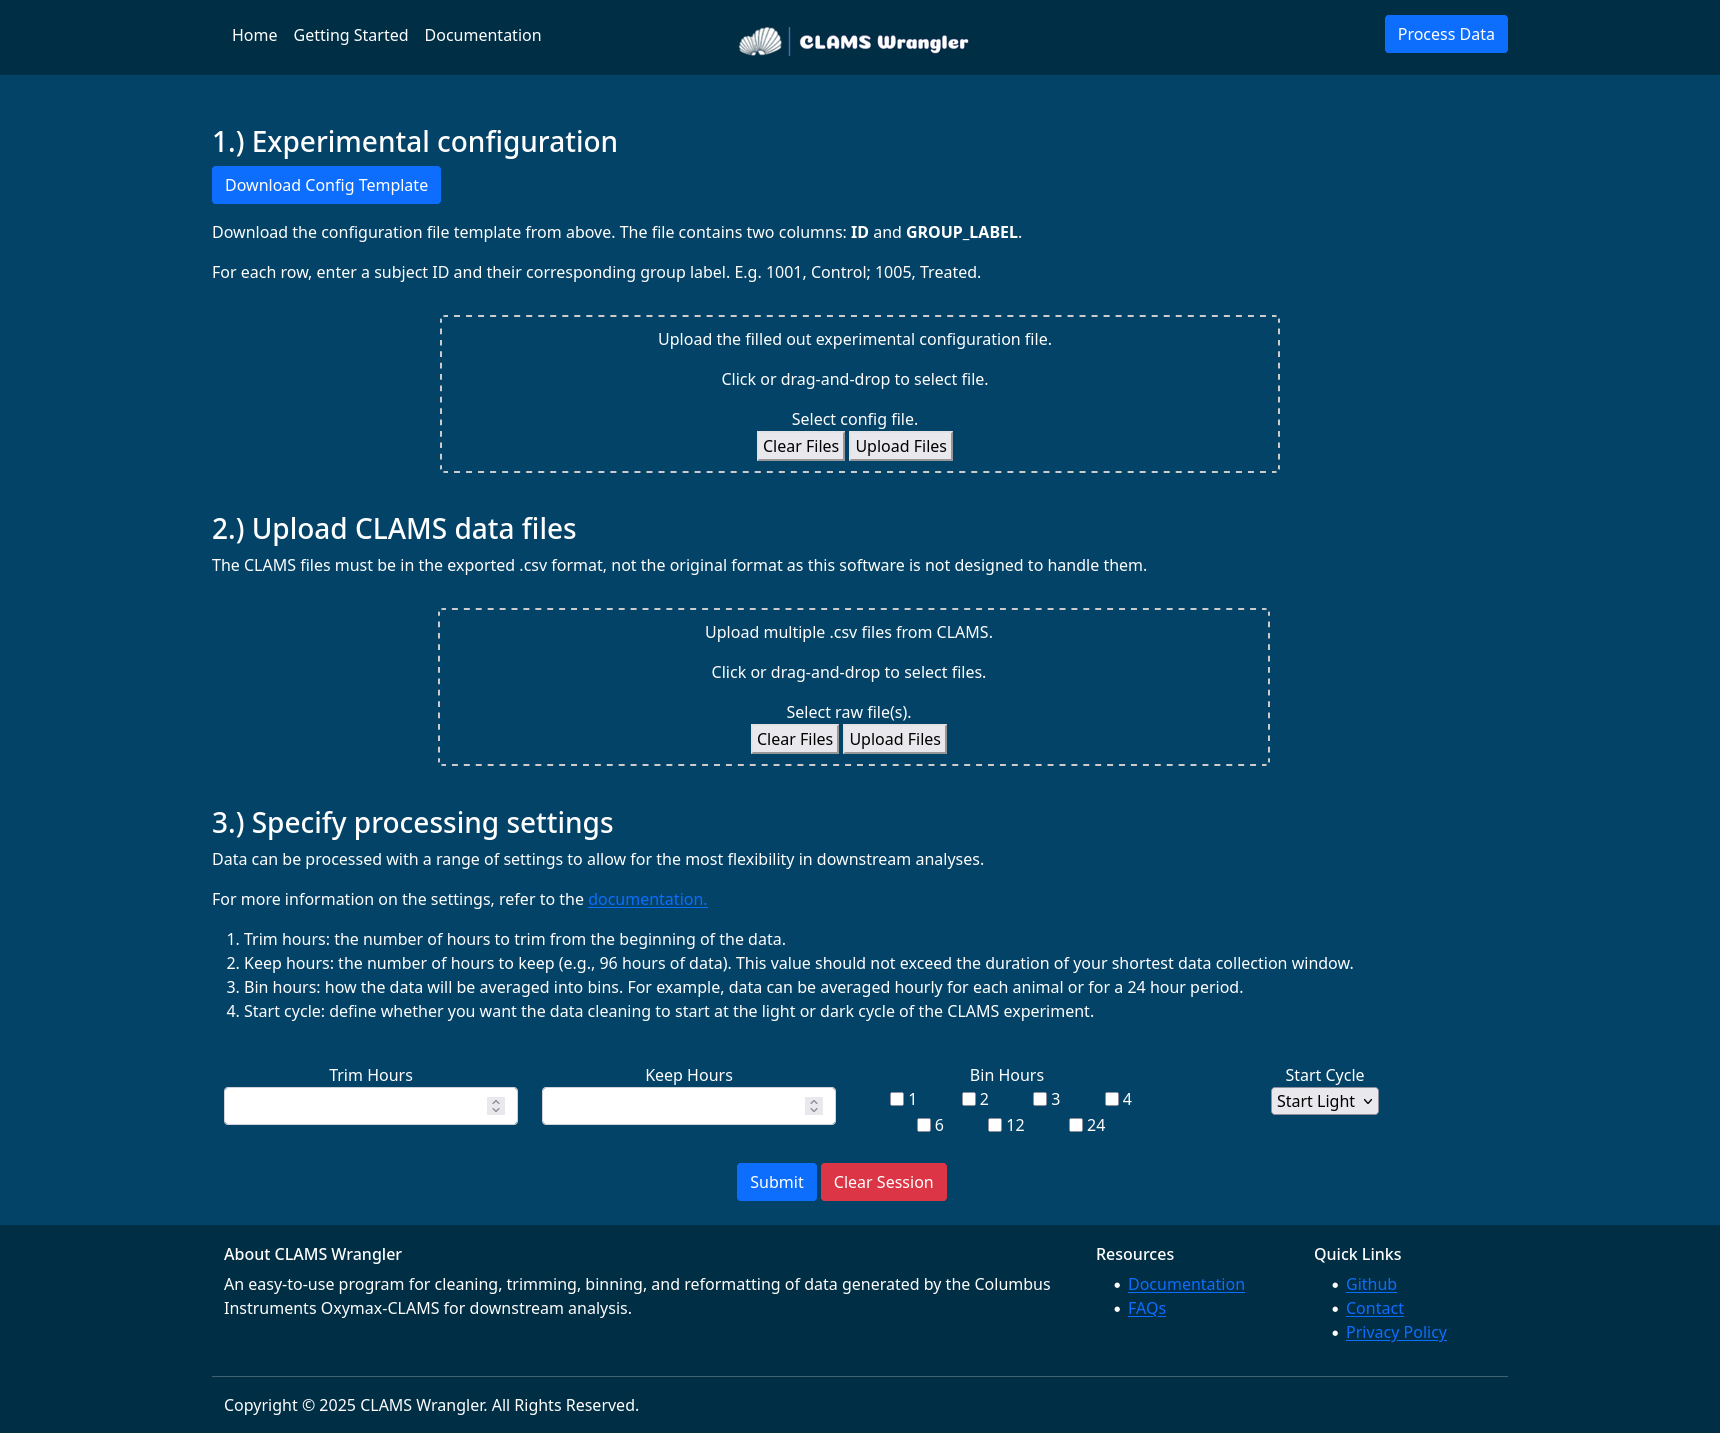 Home Getting Started Documentation CLAMS Wrangler Process Data
1.) Experimental configuration
Download Config Template
Download the configuration file template from above. The file contains two columns: ID and GROUP_LABEL.
For each row, enter a subject ID and their corresponding group label. E.g. 1001, Control; 1005, Treated.
Upload the filled out experimental configuration file.
Click or drag-and-drop to select file.
Select config file.
Clear Files Upload Files
2.) Upload CLAMS data files
The CLAMS files must be in the exported .csv format, not the original format as this software is not designed to handle them.
Upload multiple .csv files from CLAMS.
Click or drag-and-drop to select files.
Select raw file(s).
Clear Files Upload Files
3.) Specify processing settings
Data can be processed with a range of settings to allow for the most flexibility in downstream analyses.
For more information on the settings, refer to the documentation.
1. Trim hours: the number of hours to trim from the beginning of the data.
2. Keep hours: the number of hours to keep (e.g., 96 hours of data). This value should not exceed the duration of your shortest data collection window.
3. Bin hours: how the data will be averaged into bins. For example, data can be averaged hourly for each animal or for a 24 hour period.
4. Start cycle: define whether you want the data cleaning to start at the light or dark cycle of the CLAMS experiment.
Trim Hours Keep Hours Bin Hours Start Cycle
1 2 3 4 Start Light
6 12 24
Submit Clear Session
About CLAMS Wrangler
An easy-to-use program for cleaning, trimming, binning, and reformatting of data generated by the Columbus
Instruments Oxymax-CLAMS for downstream analysis.
Resources
• Documentation
• FAQs
Quick Links
• Github
• Contact
• Privacy Policy
Copyright © 2025 CLAMS Wrangler. All Rights Reserved.